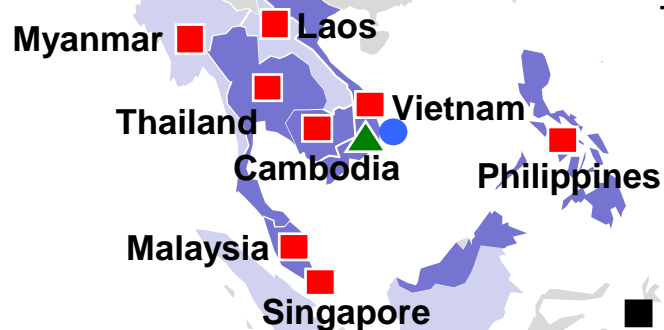 Laos
Myanmar
Vietnam
Thailand
Cambodia
Philippines
Malaysia
Singapore